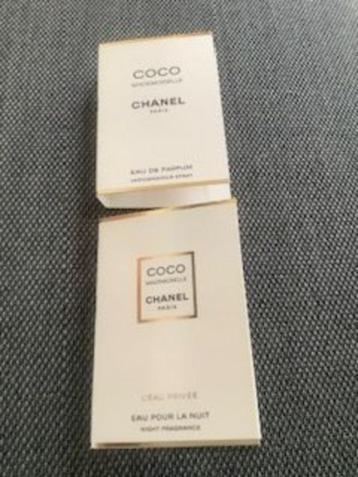 COCO
MADEMOISELLE
CHANEL
PARIS
EAU DE PARFUM
VAPORISATEUR SPRAY
COCO
MADEMOISELLE
CHANEL
PARIS
L'EAU PRIVÉE
EAU POUR LA NUIT
NIGHT FRAGRANCE